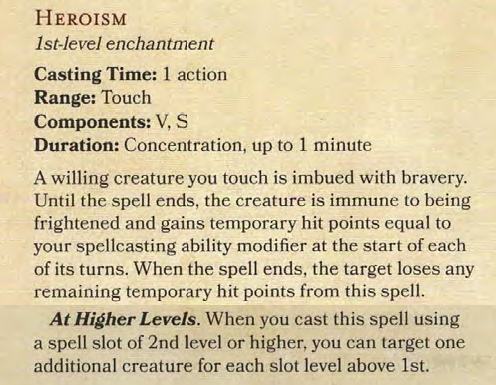 HEROISM
1st-level enchantment
Casting Time: 1 action
Range: Touch
Components: V, S
Duration: Concentration, up to 1 minute
A willing creature you touch is imbued with bravery.
Until the spell ends, the creature is immune to being
frightened and gains temporary hit points equal to
your spellcasting ability modifier at the start of each
of its turns. When the spell ends, the target loses any
remaining temporary hit points from this spell.
At Higher Levels. When you cast this spell using
a spell slot of 2nd level or higher, you can target one
additional creature for each slot level above 1st.